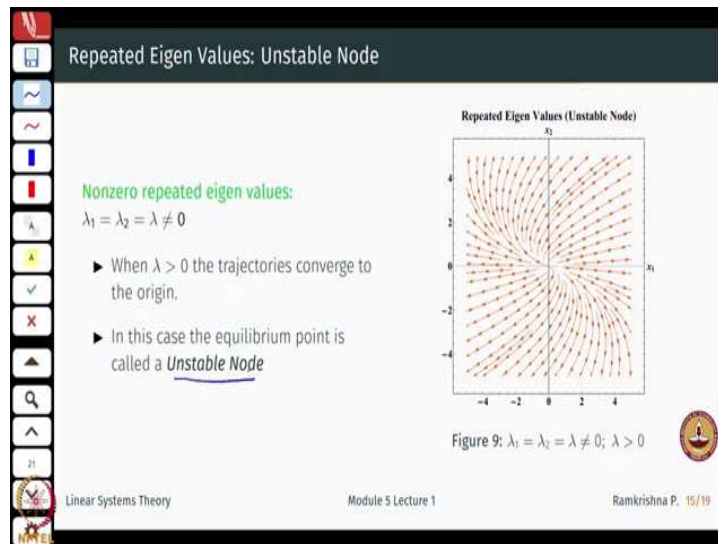 Repeated Eigen Values: Unstable Node
Repeated Eigen Values (Unstable Node)
x₂
4
2
0
−2
−4
x₁
−4 −2 0 2 4
Nonzero repeated eigen values:
λ₁ = λ₂ = λ ≠ 0
▶ When λ > 0 the trajectories converge to
the origin.
▶ In this case the equilibrium point is
called a Unstable Node
Figure 9: λ₁ = λ₂ = λ ≠ 0; λ > 0
A
A
21
NPTEL
Linear Systems Theory Module 5 Lecture 1 Ramkrishna P. 15/19